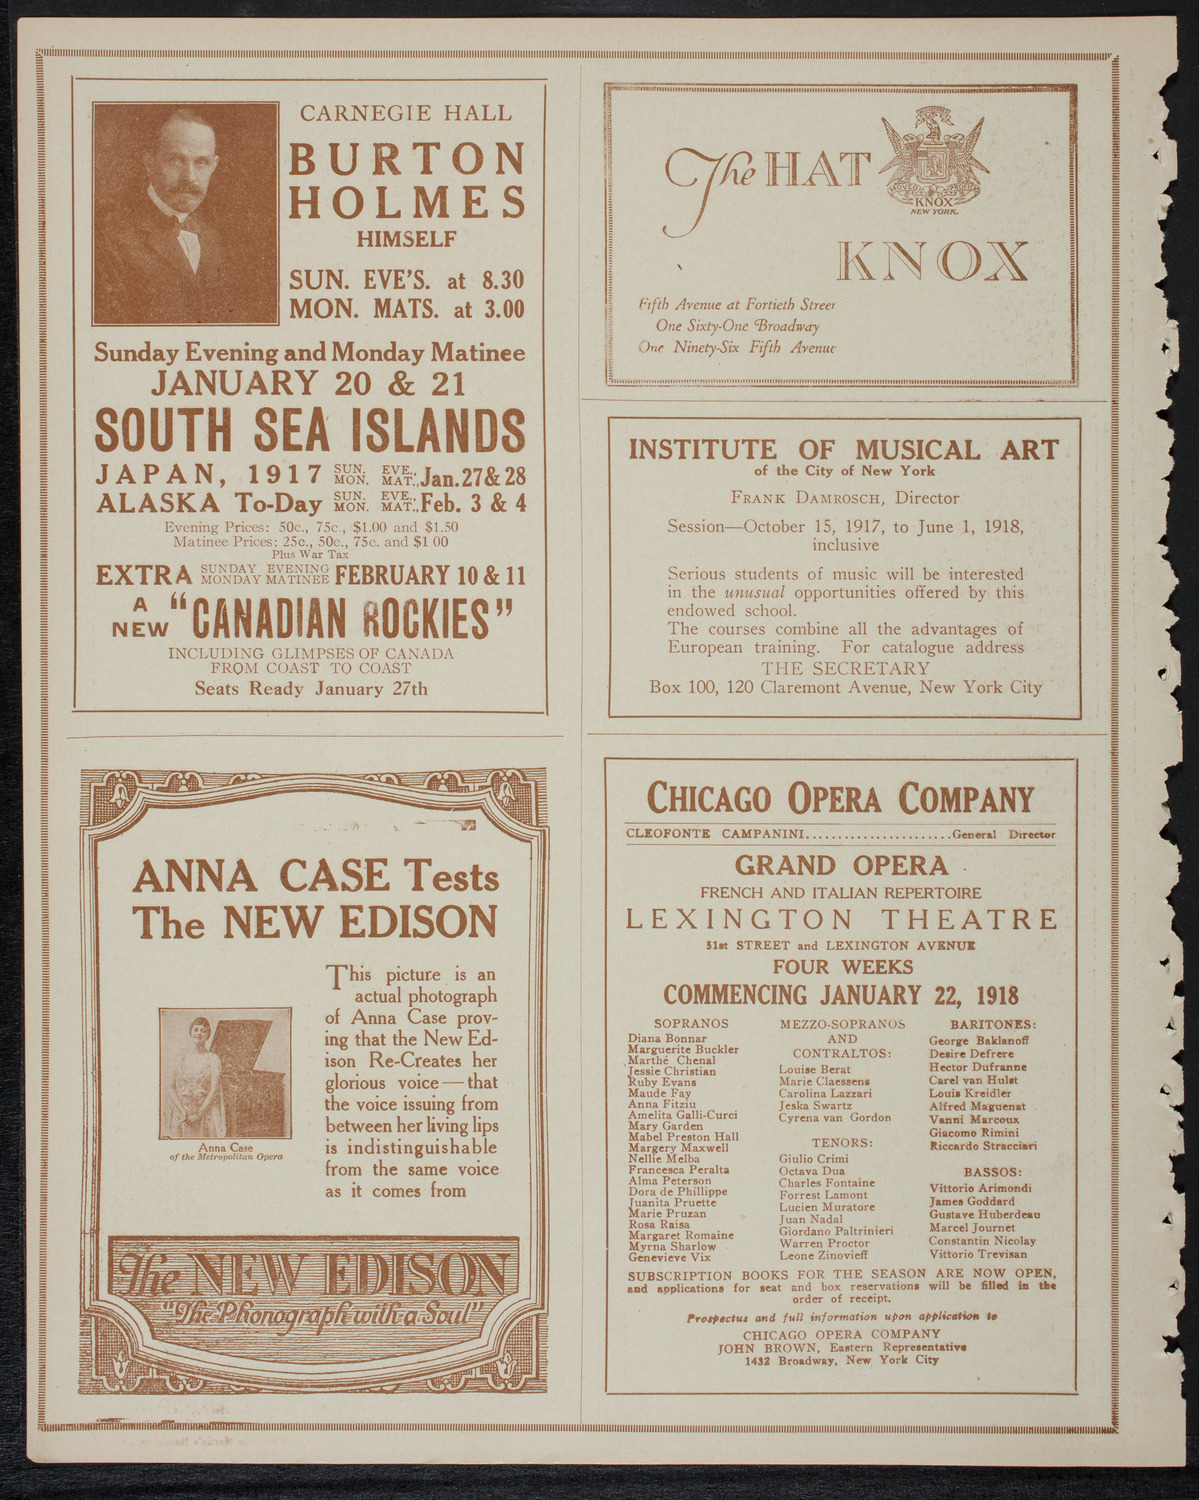 CARNEGIE HALL
BURTON
HOLMES
HIMSELF
SUN. EVE'S. at 8.30
MON. MATS. at 3.00
Sunday Evening and Monday Matinee
JANUARY 20 & 21
SOUTH SEA ISLANDS
JAPAN, 1917 SUN. EVE., MON. MAT., Jan. 27 & 28
ALASKA To-Day SUN. EVE., MON. MAT., Feb. 3 & 4
Evening Prices: 50c., 75c., $1.00 and $1.50
Matinee Prices: 25c., 50c., 75c. and $1 00
Plus War Tax
EXTRA SUNDAY EVENING MONDAY MATINEE FEBRUARY 10 & 11
A NEW "CANADIAN ROCKIES"
INCLUDING GLIMPSES OF CANADA
FROM COAST TO COAST
Seats Ready January 27th
ANNA CASE Tests
The NEW EDISON
This picture is an
actual photograph
of Anna Case prov-
ing that the New Ed-
ison Re-Creates her
glorious voice—that
the voice issuing from
between her living lips
is indistinguishable
from the same voice
as it comes from
Anna Case
of the Metropolitan Opera
The NEW EDISON
"The Phonograph with a Soul"
The HAT
KNOX
NEW YORK.
KNOX
Fifth Avenue at Fortieth Street
One Sixty-One Broadway
One Ninety-Six Fifth Avenue
INSTITUTE OF MUSICAL ART
of the City of New York
FRANK DAMROSCH, Director
Session—October 15, 1917, to June 1, 1918,
inclusive
Serious students of music will be interested
in the unusual opportunities offered by this
endowed school.
The courses combine all the advantages of
European training. For catalogue address
THE SECRETARY
Box 100, 120 Claremont Avenue, New York City
CHICAGO OPERA COMPANY
CLEOFONTE CAMPANINI.......................General Director
GRAND OPERA
FRENCH AND ITALIAN REPERTOIRE
LEXINGTON THEATRE
51st STREET and LEXINGTON AVENUE
FOUR WEEKS
COMMENCING JANUARY 22, 1918
SOPRANOS
Diana Bonnar
Marguerite Buckler
Marthé Chenal
Jessie Christian
Ruby Evans
Maude Fay
Anna Fitziu
Amelita Galli-Curci
Mary Garden
Mabel Preston Hall
Margery Maxwell
Nellie Melba
Francesca Peralta
Alma Peterson
Dora de Phillippe
Juanita Pruette
Marie Pruzan
Rosa Raisa
Margaret Romaine
Myrna Sharlow
Genevieve Vix
MEZZO-SOPRANOS
AND
CONTRALTOS:
Louise Berat
Marie Claessens
Carolina Lazzari
Jeska Swartz
Cyrena van Gordon
TENORS:
Giulio Crimi
Octava Dua
Charles Fontaine
Forrest Lamont
Lucien Muratore
Juan Nadal
Giordano Paltrinieri
Warren Proctor
Leone Zinovieff
BARITONES:
George Baklanoff
Desire Defrere
Hector Dufranne
Carel van Hulst
Louis Kreidler
Alfred Maguenat
Vanni Marcoux
Giacomo Rimini
Riccardo Stracciari
BASSOS:
Vittorio Arimondi
James Goddard
Gustave Huberdeau
Marcel Journet
Constantin Nicolay
Vittorio Trevisan
SUBSCRIPTION BOOKS FOR THE SEASON ARE NOW OPEN,
and applications for seat and box reservations will be filled in the
order of receipt.
Prospectus and full information upon application to
CHICAGO OPERA COMPANY
JOHN BROWN, Eastern Representative
1432 Broadway, New York City